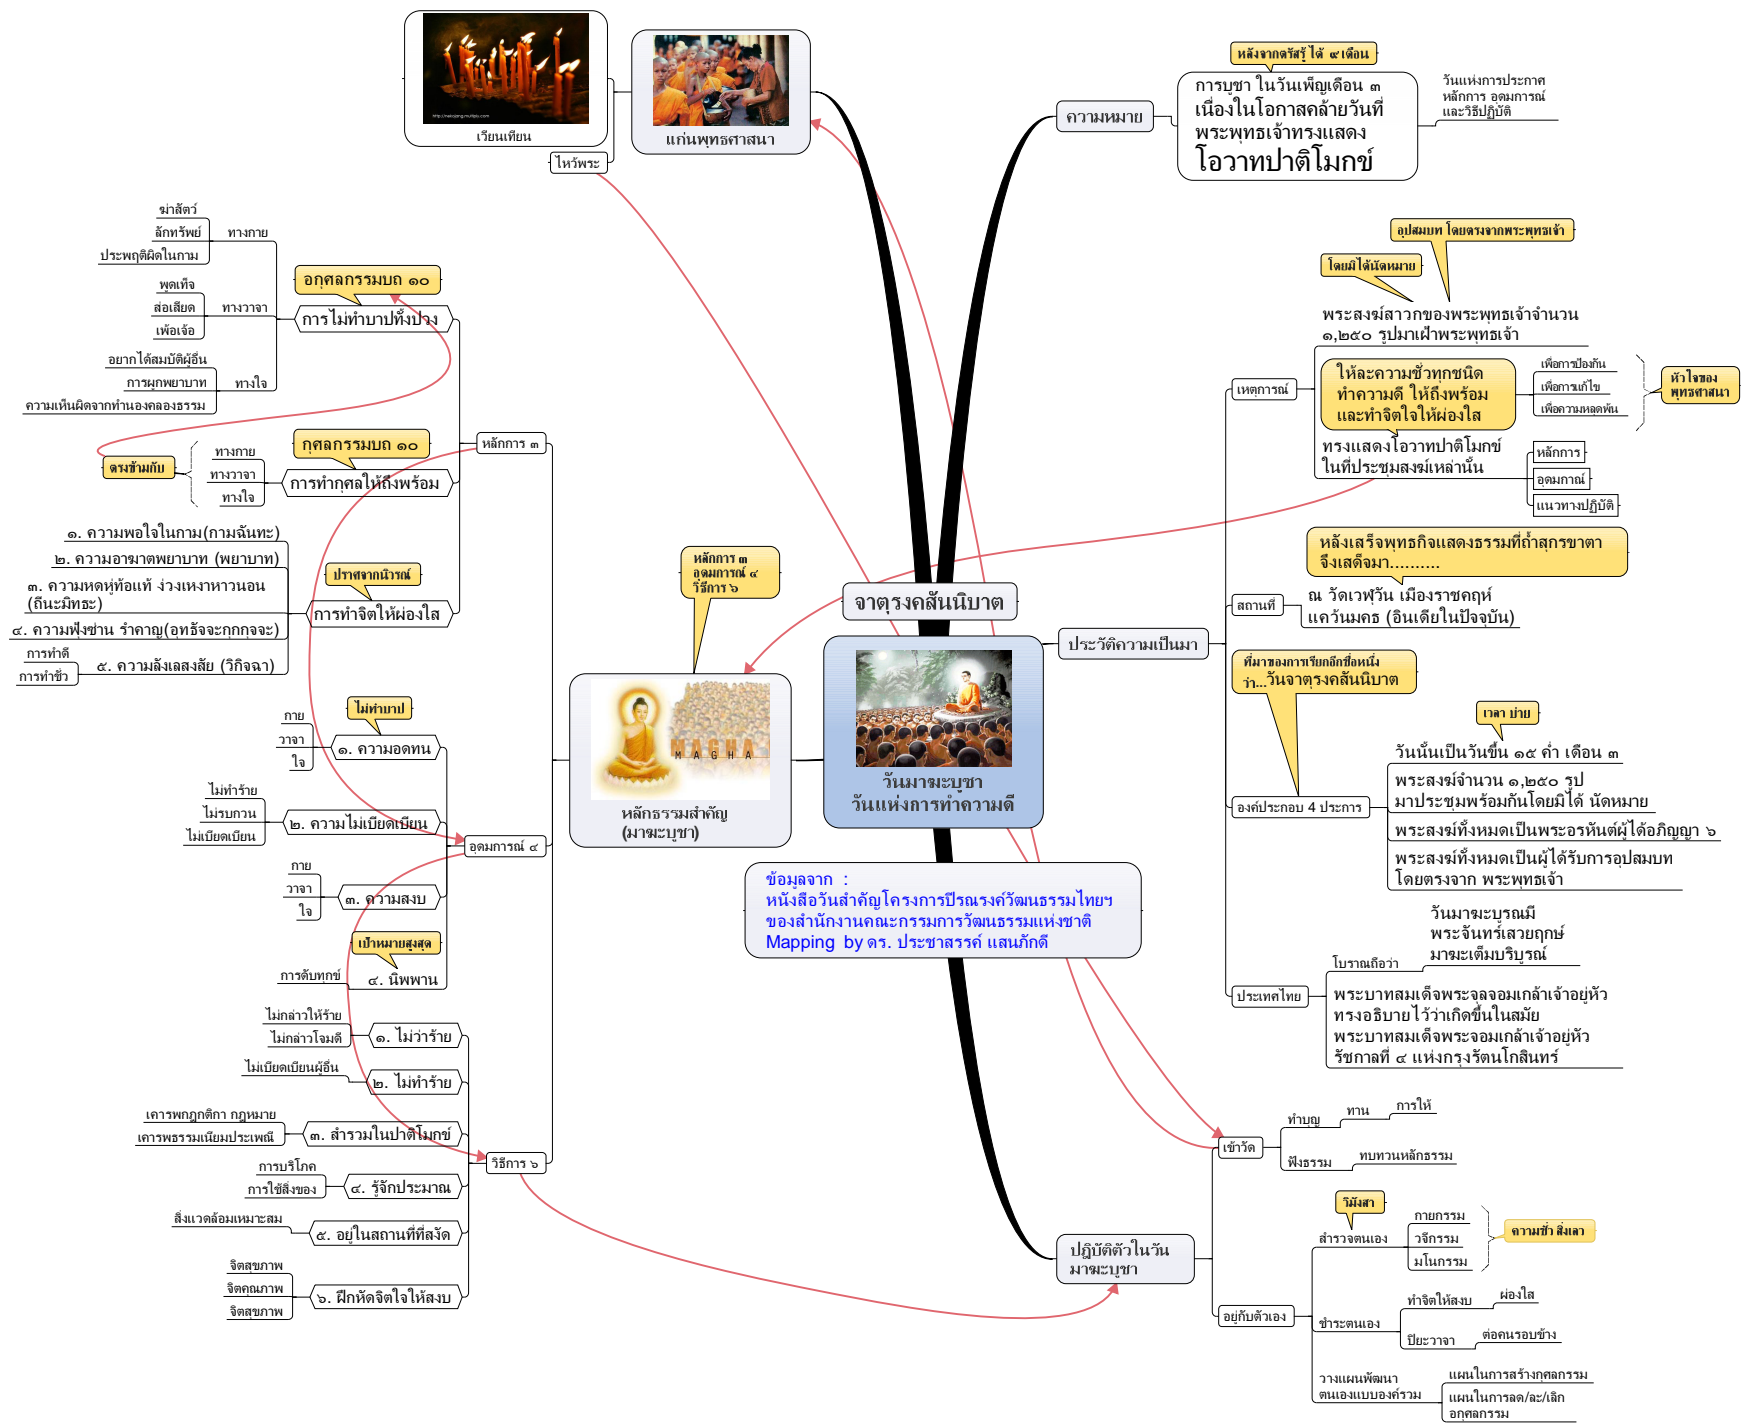 จาตุรงคสันนิบาต
วันมาฆะบูชา
วันแห่งการทำความดี
ข้อมูลจาก :
หนังสือวันสำคัญโครงการปีรณรงค์วัฒนธรรมไทยฯ
ของสำนักงานคณะกรรมการวัฒนธรรมแห่งชาติ
Mapping by ดร. ประชาสรรค์ แสนภักดี
ความหมาย
หลังจากตรัสรู้ ได้ ๙ เดือน
การบูชา ในวันเพ็ญเดือน ๓
เนื่องในโอกาสคล้ายวันที่
พระพุทธเจ้าทรงแสดง
โอวาทปาติโมกข์
วันแห่งการประกาศ
หลักการ อุดมการณ์
และวิธีปฏิบัติ
ประวัติความเป็นมา
เหตุการณ์
อุปสมบท โดยตรงจากพระพุทธเจ้า
โดยมิได้นัดหมาย
พระสงฆ์สาวกของพระพุทธเจ้าจำนวน
๑,๒๕๐ รูปมาเฝ้าพระพุทธเจ้า
ให้ละความชั่วทุกชนิด
ทำความดี ให้ถึงพร้อม
และทำจิตใจให้ผ่องใส
เพื่อการป้องกัน
เพื่อการแก้ไข
เพื่อความหลุดพ้น
หัวใจของ
พุทธศาสนา
ทรงแสดงโอวาทปาติโมกข์
ในที่ประชุมสงฆ์เหล่านั้น
หลักการ
อุดมกาณ์
แนวทางปฏิบัติ
สถานที่
หลังเสร็จพุทธกิจแสดงธรรมที่ถ้ำสุกรขาตา
จึงเสด็จมา..........
ณ วัดเวฬุวัน เมืองราชคฤห์
แคว้นมคธ (อินเดียในปัจจุบัน)
ที่มาของการเรียกอีกชื่อหนึ่ง
ว่า...วันจาตุรงคสันนิบาต
องค์ประกอบ 4 ประการ
เวลา บ่าย
วันนั้นเป็นวันขึ้น ๑๕ ค่ำ เดือน ๓
พระสงฆ์จำนวน ๑,๒๕๐ รูป
มาประชุมพร้อมกันโดยมิได้ นัดหมาย
พระสงฆ์ทั้งหมดเป็นพระอรหันต์ผู้ได้อภิญญา ๖
พระสงฆ์ทั้งหมดเป็นผู้ได้รับการอุปสมบท
โดยตรงจาก พระพุทธเจ้า
ประเทศไทย
โบราณถือว่า
วันมาฆะบูรณมี
พระจันทร์เสวยฤกษ์
มาฆะเต็มบริบูรณ์
พระบาทสมเด็จพระจุลจอมเกล้าเจ้าอยู่หัว
ทรงอธิบายไว้ว่าเกิดขึ้นในสมัย
พระบาทสมเด็จพระจอมเกล้าเจ้าอยู่หัว
รัชกาลที่ ๔ แห่งกรุงรัตนโกสินทร์
ปฏิบัติตัวในวัน
มาฆะบูชา
เข้าวัด
ทำบุญ
ทาน
การให้
ฟังธรรม
ทบทวนหลักธรรม
อยู่กับตัวเอง
วิมังสา
สำรวจตนเอง
กายกรรม
วจีกรรม
มโนกรรม
ความชั่ว สิ่งเลว
ชำระตนเอง
ทำจิตให้สงบ
ผ่องใส
ปิยะวาจา
ต่อคนรอบข้าง
วางแผนพัฒนา
ตนเองแบบองค์รวม
แผนในการสร้างกุศลกรรม
แผนในการลด/ละ/เลิก
อกุศลกรรม
แก่นพุทธศาสนา
http://nekojang.multiply.com
เวียนเทียน
ไหว้พระ
MAGHA
หลักธรรมสำคัญ
(มาฆะบูชา)
หลักการ ๓
อุดมการณ์ ๔
วิธีการ ๖
หลักการ ๓
อกุศลกรรมบถ ๑๐
การไม่ทำบาปทั้งปวง
ทางกาย
ฆ่าสัตว์
ลักทรัพย์
ประพฤติผิดในกาม
ทางวาจา
พูดเท็จ
ส่อเสียด
เพ้อเจ้อ
ทางใจ
อยากได้สมบัติผู้อื่น
การผูกพยาบาท
ความเห็นผิดจากทำนองคลองธรรม
กุศลกรรมบถ ๑๐
การทำกุศลให้ถึงพร้อม
ทางกาย
ทางวาจา
ทางใจ
ตรงข้ามกับ
ปราศจากนิวรณ์
การทำจิตให้ผ่องใส
๑. ความพอใจในกาม(กามฉันทะ)
๒. ความอาฆาตพยาบาท (พยาบาท)
๓. ความหดหู่ท้อแท้ ง่วงเหงาหาวนอน
(ถีนะมิทธะ)
๔. ความฟุ้งซ่าน รำคาญ(อุทธัจจะกุกกุจจะ)
๕. ความลังเลสงสัย (วิกิจฉา)
การทำดี
การทำชั่ว
อุดมการณ์ ๔
ไม่ทำบาป
๑. ความอดทน
กาย
วาจา
ใจ
๒. ความไม่เบียดเบียน
ไม่ทำร้าย
ไม่รบกวน
ไม่เบียดเบียน
๓. ความสงบ
กาย
วาจา
ใจ
เป้าหมายสูงสุด
๔. นิพพาน
การดับทุกข์
วิธีการ ๖
๑. ไม่ว่าร้าย
ไม่กล่าวให้ร้าย
ไม่กล่าวโจมตี
๒. ไม่ทำร้าย
ไม่เบียดเบียนผู้อื่น
๓. สำรวมในปาติโมกข์
เคารพกฎกติกา กฎหมาย
เคารพธรรมเนียมประเพณี
๔. รู้จักประมาณ
การบริโภค
การใช้สิ่งของ
๕. อยู่ในสถานที่ที่สงัด
สิ่งแวดล้อมเหมาะสม
๖. ฝึกหัดจิตใจให้สงบ
จิตสุขภาพ
จิตคุณภาพ
จิตสุขภาพ